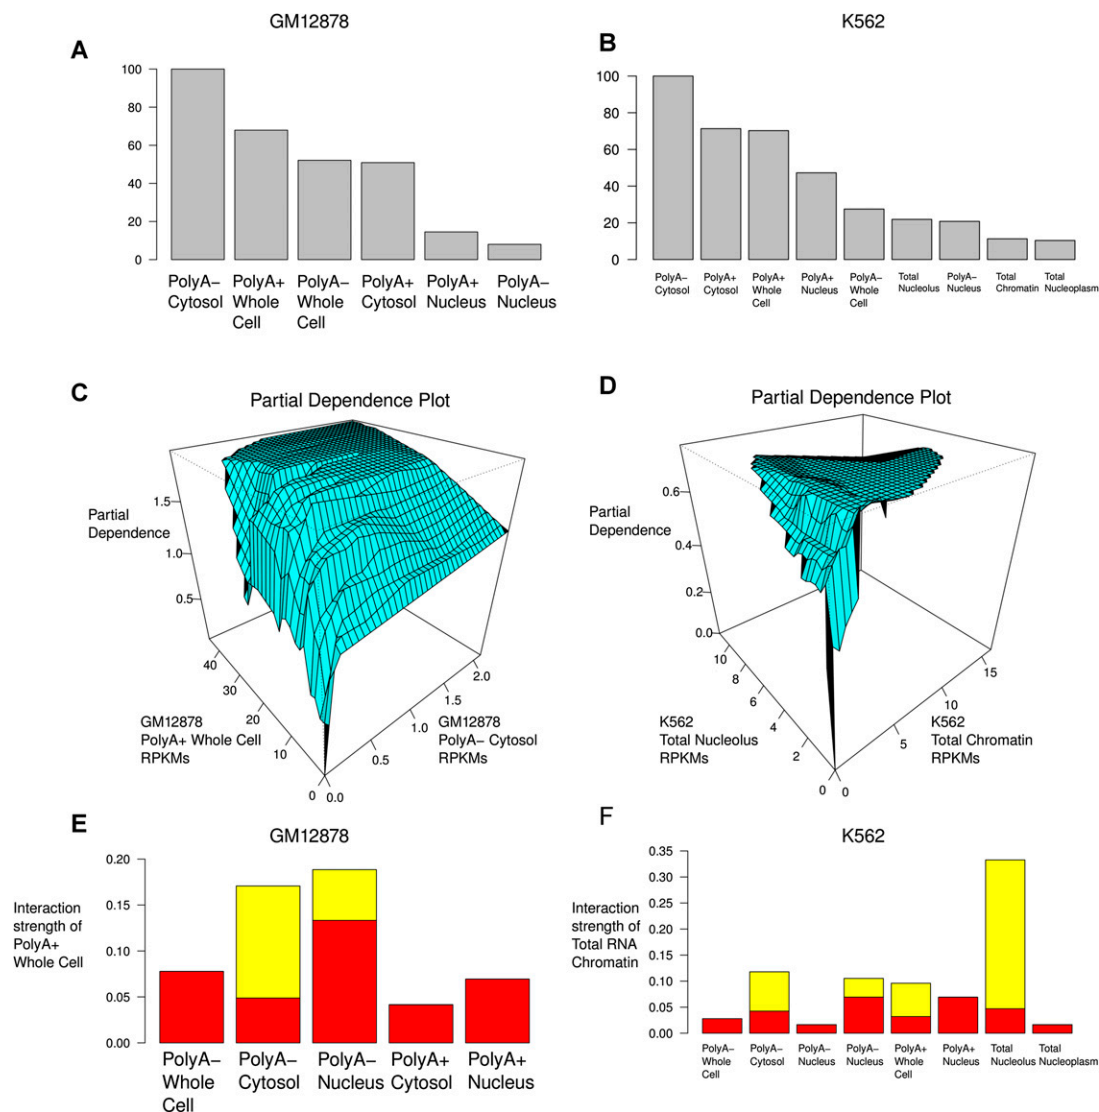 GM12878
A
100
80
60
40
20
0
PolyA−
Cytosol
PolyA+
Whole
Cell
PolyA−
Whole
Cell
PolyA+
Cytosol
PolyA+
Nucleus
PolyA−
Nucleus
K562
B
100
80
60
40
20
0
PolyA−
Cytosol
PolyA+
Cytosol
PolyA+
Whole
Cell
PolyA+
Nucleus
PolyA−
Whole
Cell
Total
Nucleolus
PolyA−
Nucleus
Total
Chromatin
Total
Nucleoplasm
C
Partial Dependence Plot
Partial
Dependence
1.5
1.0
0.5
40
30
20
10
0
GM12878
PolyA+ Whole Cell
RPKMs
0.0
0.5
1.0
1.5
2.0
GM12878
PolyA− Cytosol
RPKMs
D
Partial Dependence Plot
Partial
Dependence
0.6
0.4
0.2
0.0
10
8
6
4
2
0
K562
Total Nucleolus
RPKMs
0
5
10
15
K562
Total Chromatin
RPKMs
E
GM12878
Interaction
strength of
PolyA+
Whole Cell
0.20
0.15
0.10
0.05
0.00
PolyA−
Whole
Cell
PolyA−
Cytosol
PolyA−
Nucleus
PolyA+
Cytosol
PolyA+
Nucleus
F
K562
Interaction
strength of
Total RNA
Chromatin
0.35
0.30
0.25
0.20
0.15
0.10
0.05
0.00
PolyA−
Whole
Cell
PolyA−
Cytosol
PolyA−
Nucleus
PolyA−
Nucleus
PolyA+
Whole
Cell
PolyA+
Nucleus
Total
Nucleolus
Total
Nucleoplasm